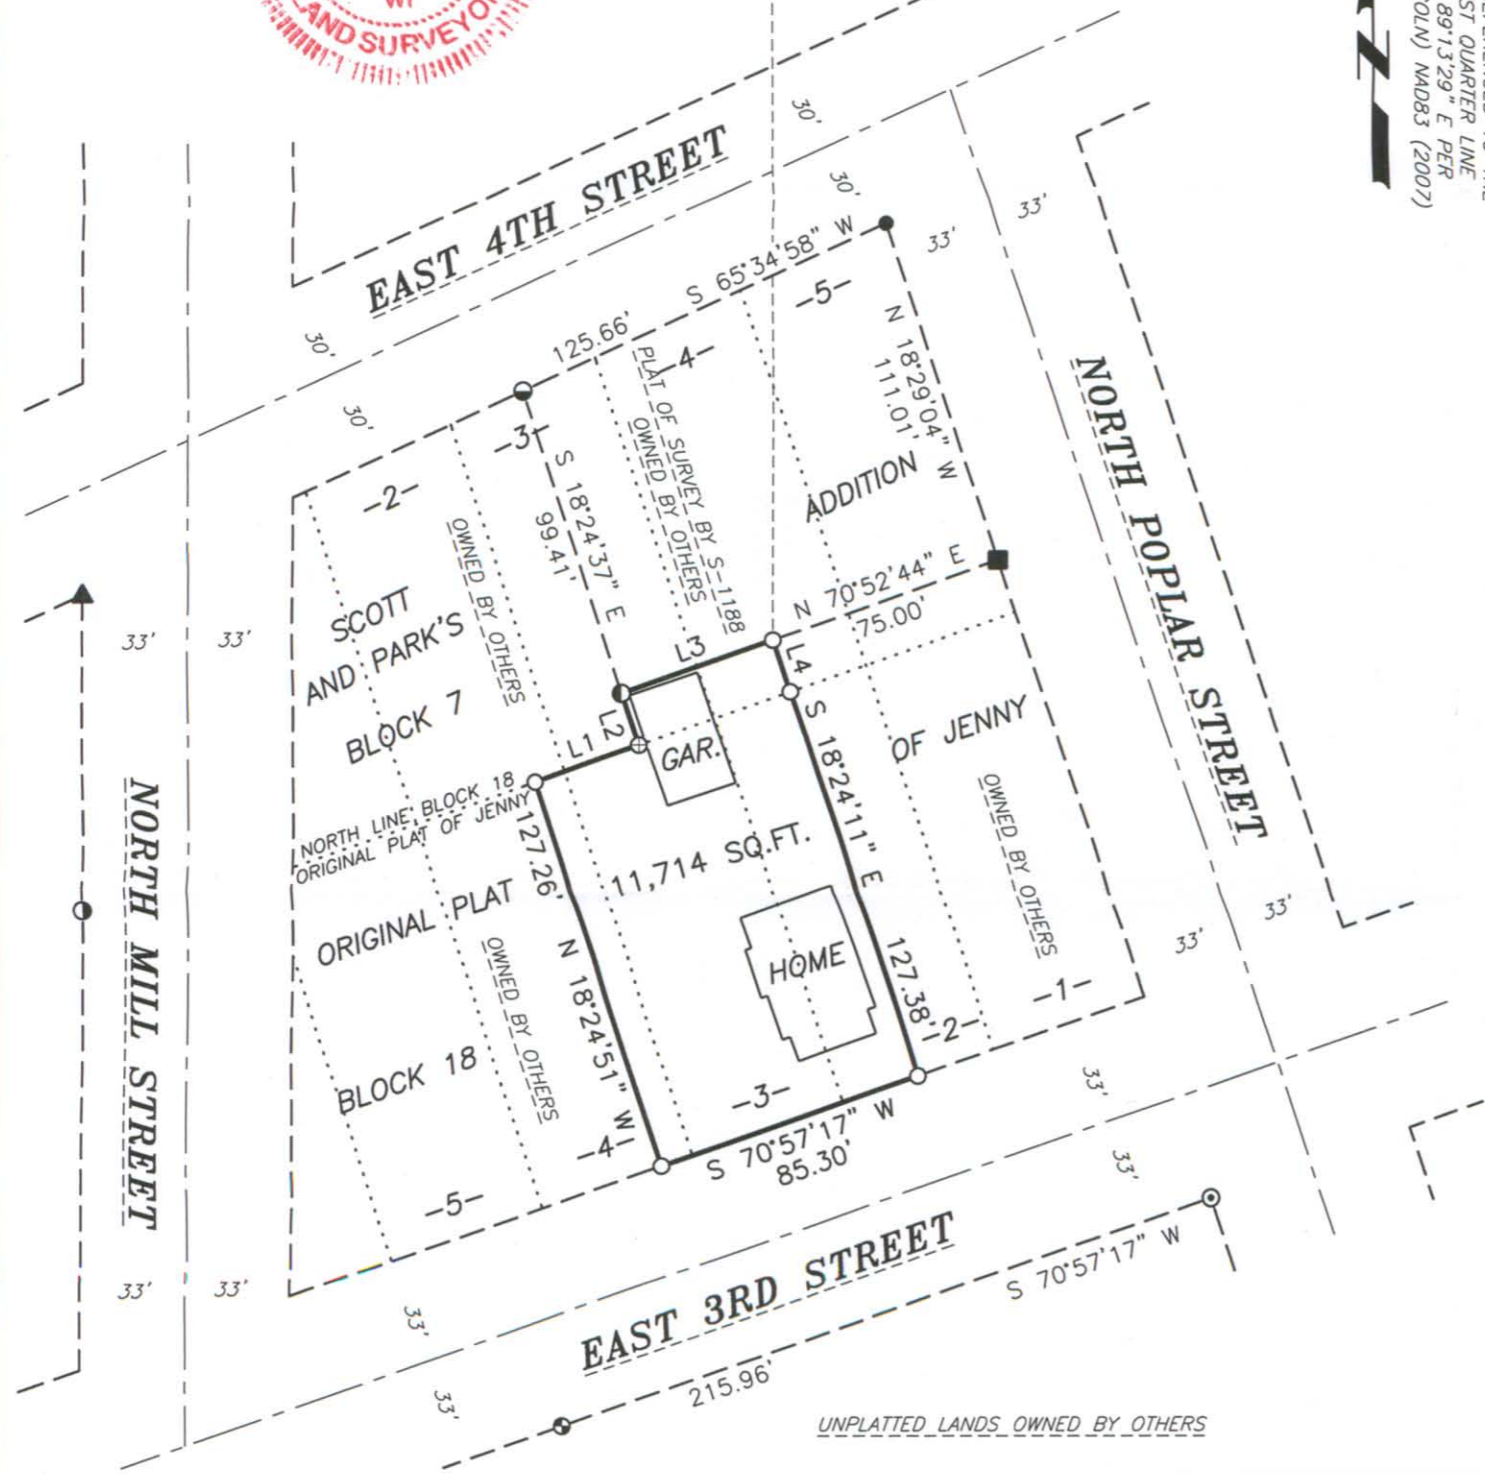 WI
LAND SURVEYO
ST QUARTER LINE
89°13'29" E PER
OLN) NAD83 (2007)
30'
30'
EAST 4TH STREET
33'
33'
S 65°34'58" W
-5-
125.66'
30'
30'
-4-
PLAT OF SURVEY BY S-1188
OWNED BY OTHERS
N 18°29'04" W
111.01'
NORTH POPLAR STREET
-3-
-2-
S 18°24'37" E
99.41'
ADDITION
OWNED BY OTHERS
SCOTT
AND PARK'S
BLOCK 7
N 70°52'44" E
75.00'
33'
33'
L3
L4
L2
L1
GAR.
OF JENNY
NORTH LINE BLOCK 18
ORIGINAL PLAT OF JENNY
127.26'
N 18°24'51" W
11,714 SQ.FT.
S 18°24'11" E
127.38'
OWNED BY OTHERS
NORTH MILL STREET
ORIGINAL PLAT
BLOCK 18
OWNED BY OTHERS
HOME
33'
33'
-1-
-2-
-3-
-4-
-5-
S 70°57'17" W
85.30'
33'
33'
33'
33'
EAST 3RD STREET
33'
33'
S 70°57'17" W
215.96'
UNPLATTED LANDS OWNED BY OTHERS